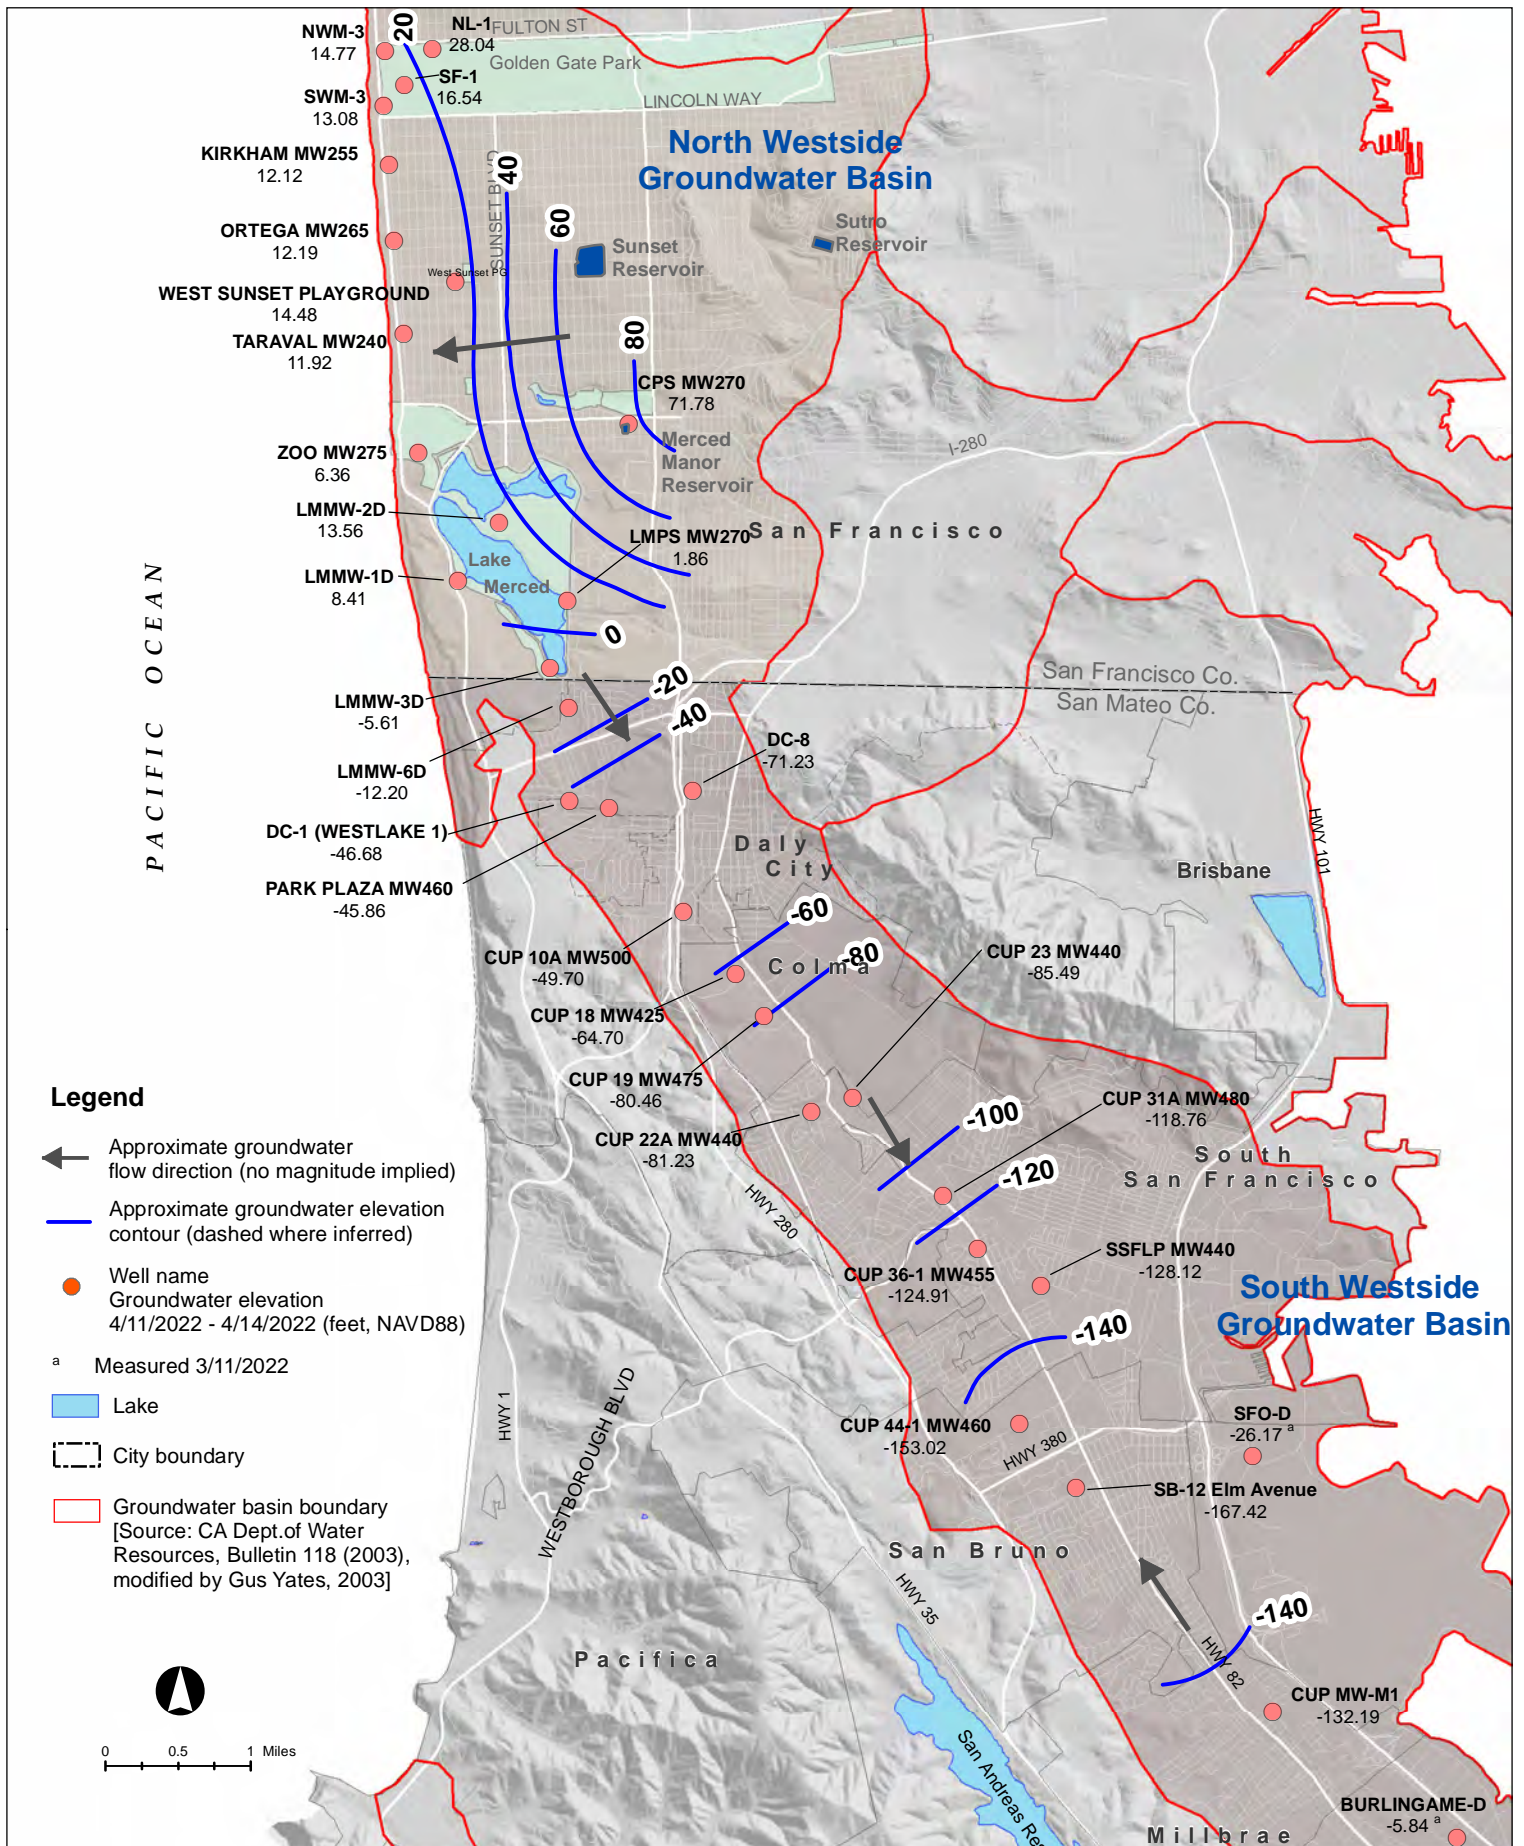 20
NWM-3
14.77
NL-1
28.04
FULTON ST
Golden Gate Park
SF-1
16.54
SWM-3
13.08
LINCOLN WAY
KIRKHAM MW255
12.12
North Westside
Groundwater Basin
40
SUNSET BLVD
60
ORTEGA MW265
12.19
Sunset
Reservoir
Sutro
Reservoir
West Sunset PG
WEST SUNSET PLAYGROUND
14.48
TARAVAL MW240
11.92
80
CPS MW270
71.78
Merced
Manor
Reservoir
I-280
ZOO MW275
6.36
LMMW-2D
13.56
LMPS MW270
1.86
San Francisco
Lake
Merced
LMMW-1D
8.41
PACIFIC OCEAN
0
San Francisco Co.
San Mateo Co.
LMMW-3D
-5.61
-20
-40
LMMW-6D
-12.20
DC-8
-71.23
DC-1 (WESTLAKE 1)
-46.68
PARK PLAZA MW460
-45.86
Daly
City
Brisbane
HWY 101
-60
-80
Colma
CUP 10A MW500
-49.70
CUP 23 MW440
-85.49
CUP 18 MW425
-64.70
CUP 19 MW475
-80.46
CUP 22A MW440
-81.23
CUP 31A MW480
-118.76
-100
South
San Francisco
-120
HWY 280
SSFLP MW440
-128.12
CUP 36-1 MW455
-124.91
South Westside
Groundwater Basin
-140
HWY 1
WESTBOROUGH BLVD
CUP 44-1 MW460
-153.02
HWY 380
SFO-D
-26.17 a
SB-12 Elm Avenue
-167.42
San Bruno
HWY 35
-140
HWY 82
Pacifica
CUP MW-M1
-132.19
San Andreas Res
BURLINGAME-D
-5.84 a
Millbrae
Legend
Approximate groundwater
flow direction (no magnitude implied)
Approximate groundwater elevation
contour (dashed where inferred)
Well name
Groundwater elevation
4/11/2022 - 4/14/2022 (feet, NAVD88)
a Measured 3/11/2022
Lake
City boundary
Groundwater basin boundary
[Source: CA Dept.of Water
Resources, Bulletin 118 (2003),
modified by Gus Yates, 2003]
0 0.5 1 Miles